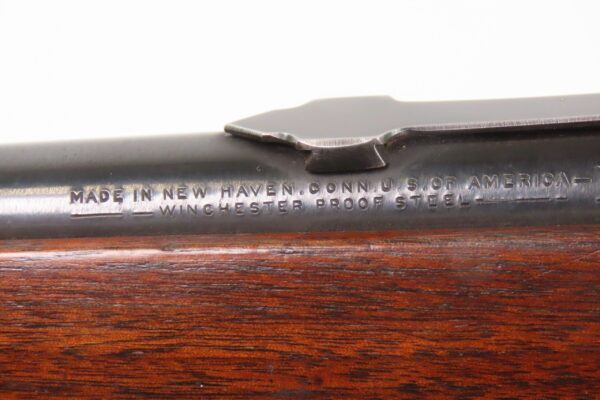 MADE IN NEW HAVEN. CONN. U. S. OF AMERICA—
— — WINCHESTER PROOF STEEL — — —